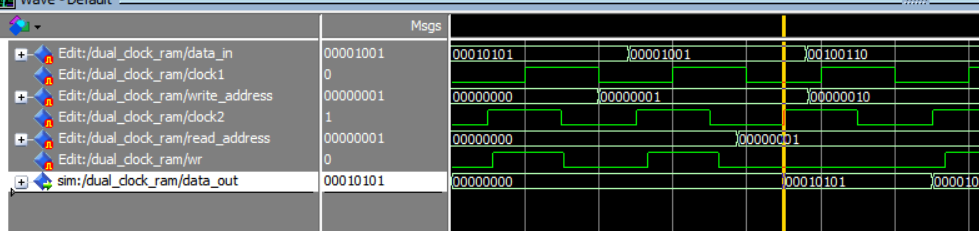 Wave - Default
Msgs
Edit:/dual_clock_ram/data_in 00001001 00010101 00001001 00100110
Edit:/dual_clock_ram/clock1 0
Edit:/dual_clock_ram/write_address 00000001 00000000 00000001 00000010
Edit:/dual_clock_ram/clock2 1
Edit:/dual_clock_ram/read_address 00000001 00000000 00000001
Edit:/dual_clock_ram/wr 0
sim:/dual_clock_ram/data_out 00010101 00000000 00010101 000010